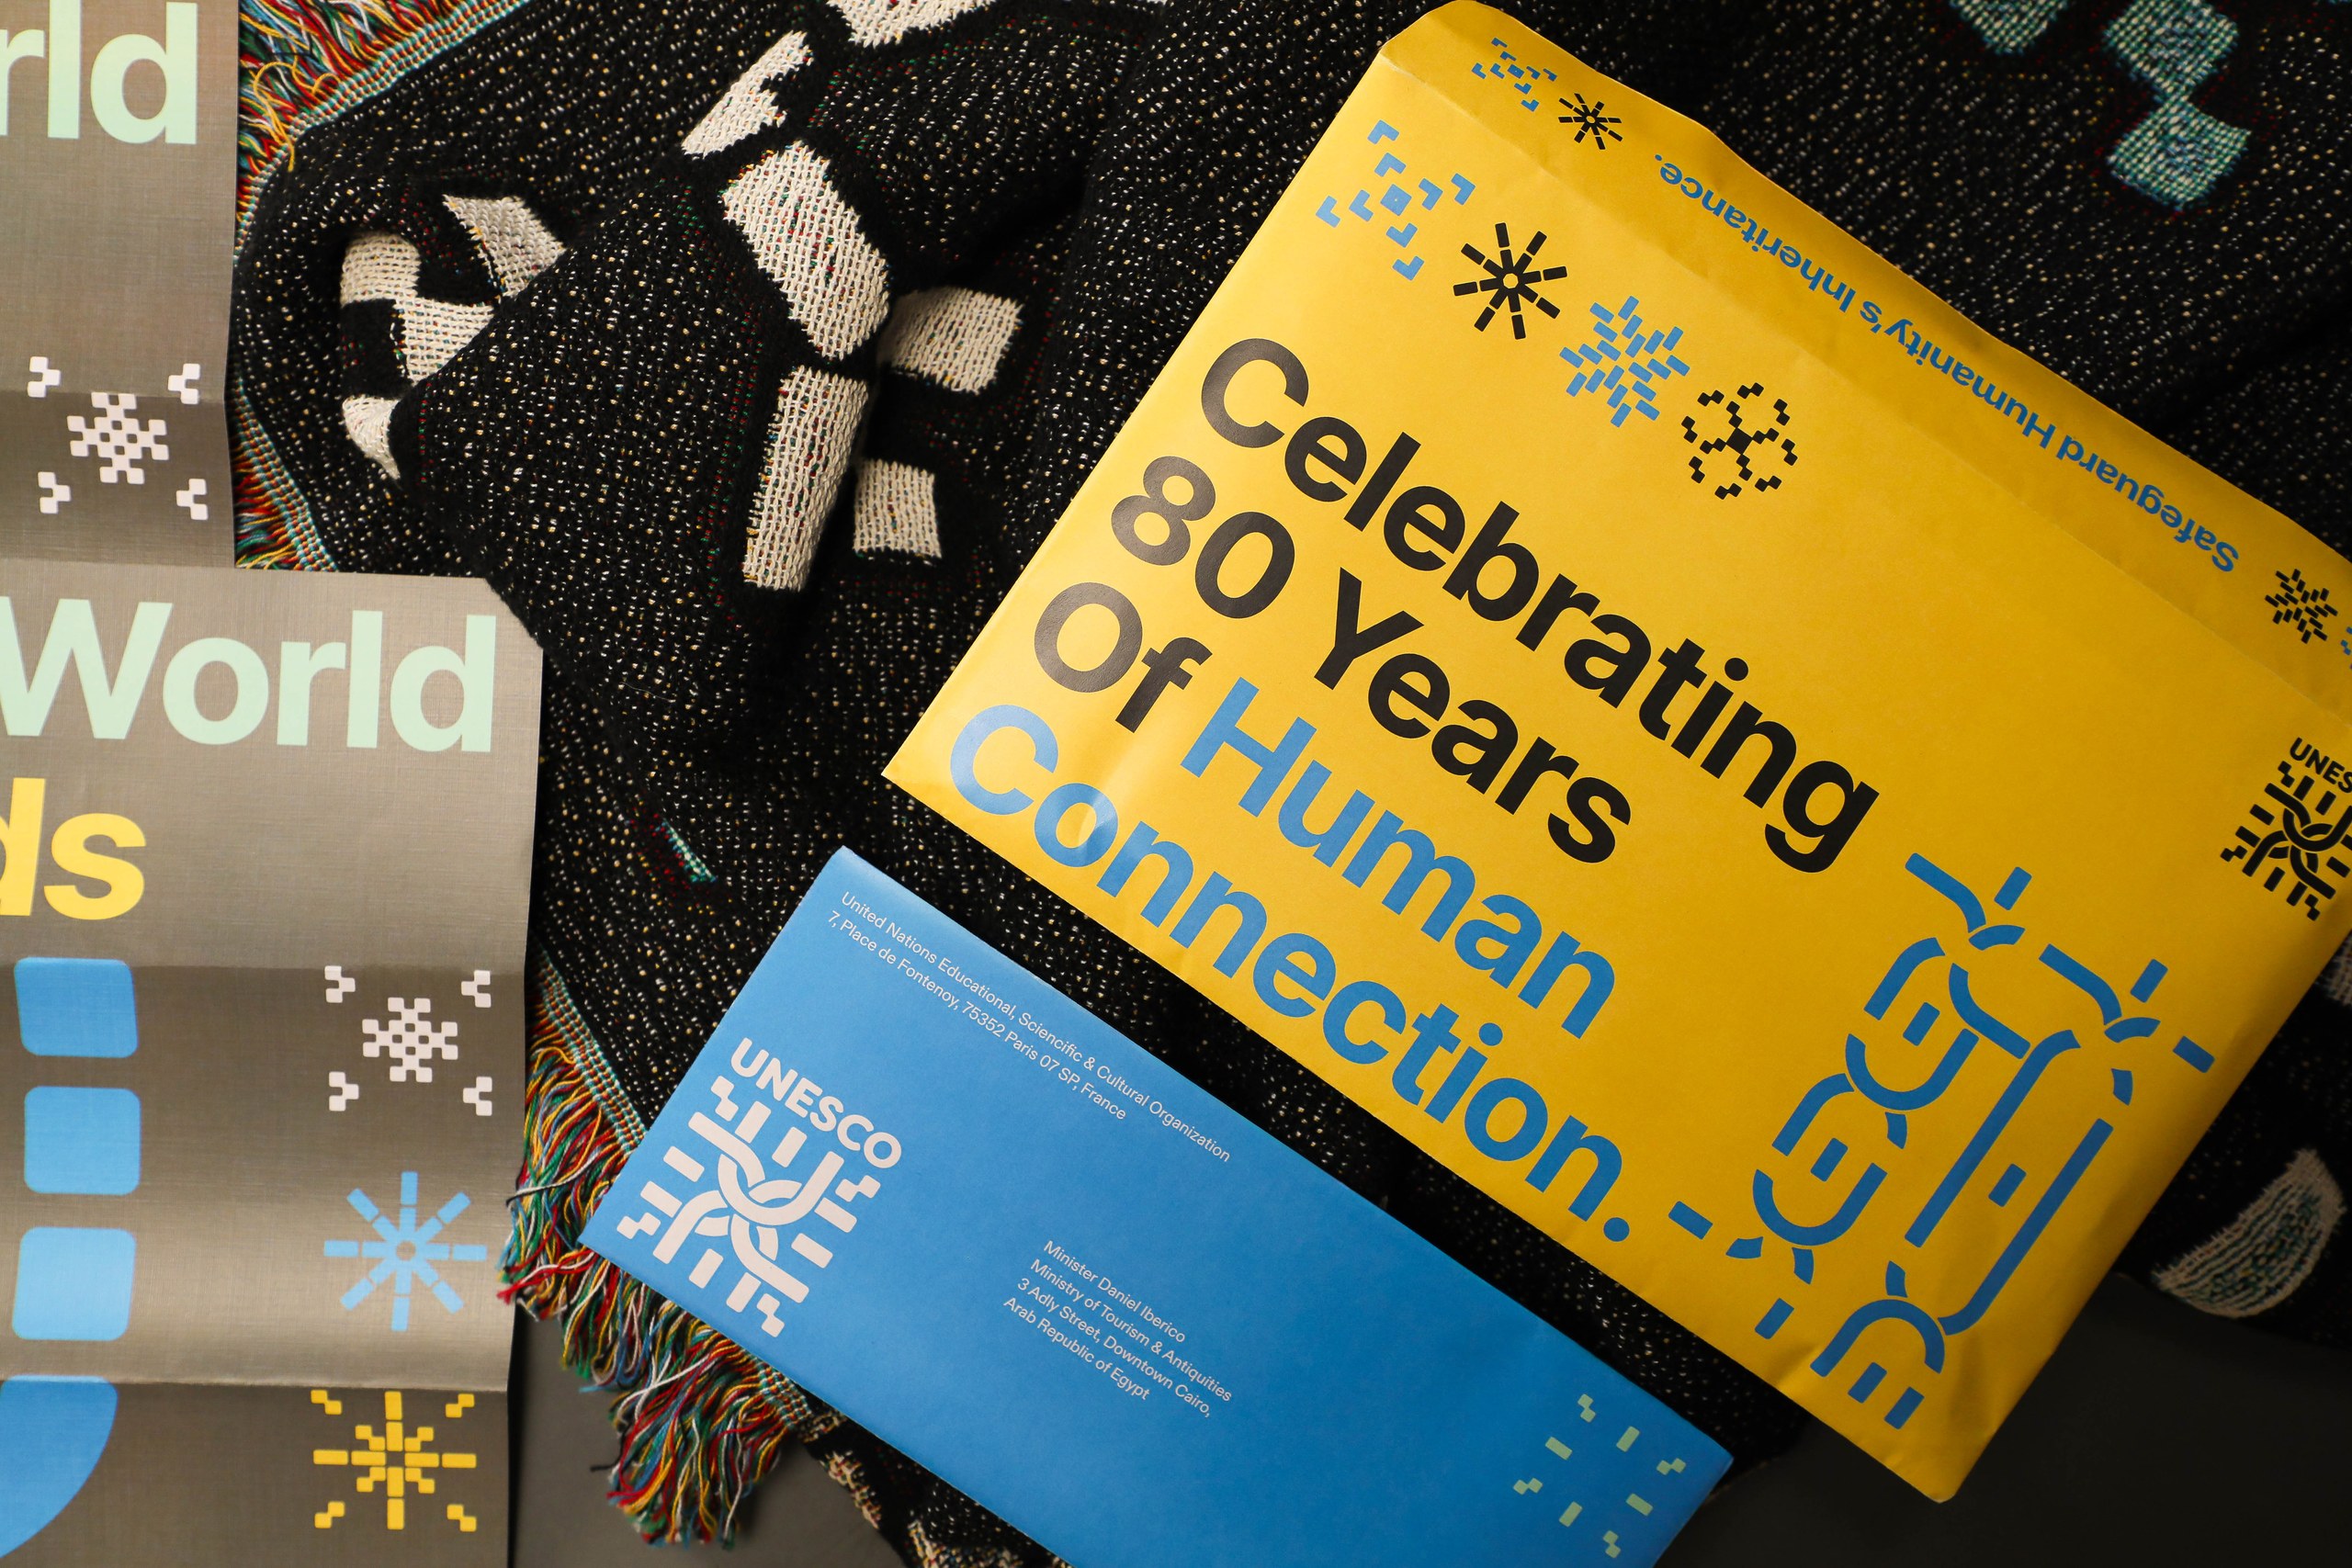 World
ds
Safeguard Humanity's Inheritance.
Celebrating
80 Years
Of Human
Connection.
UNESCO
United Nations Educational, Sciencific & Cultural Organization
7, Place de Fontenoy, 75352 Paris 07 SP, France
Minister Daniel Iberico
Ministry of Tourism & Antiquities
3 Adly Street, Downtown Cairo,
Arab Republic of Egypt